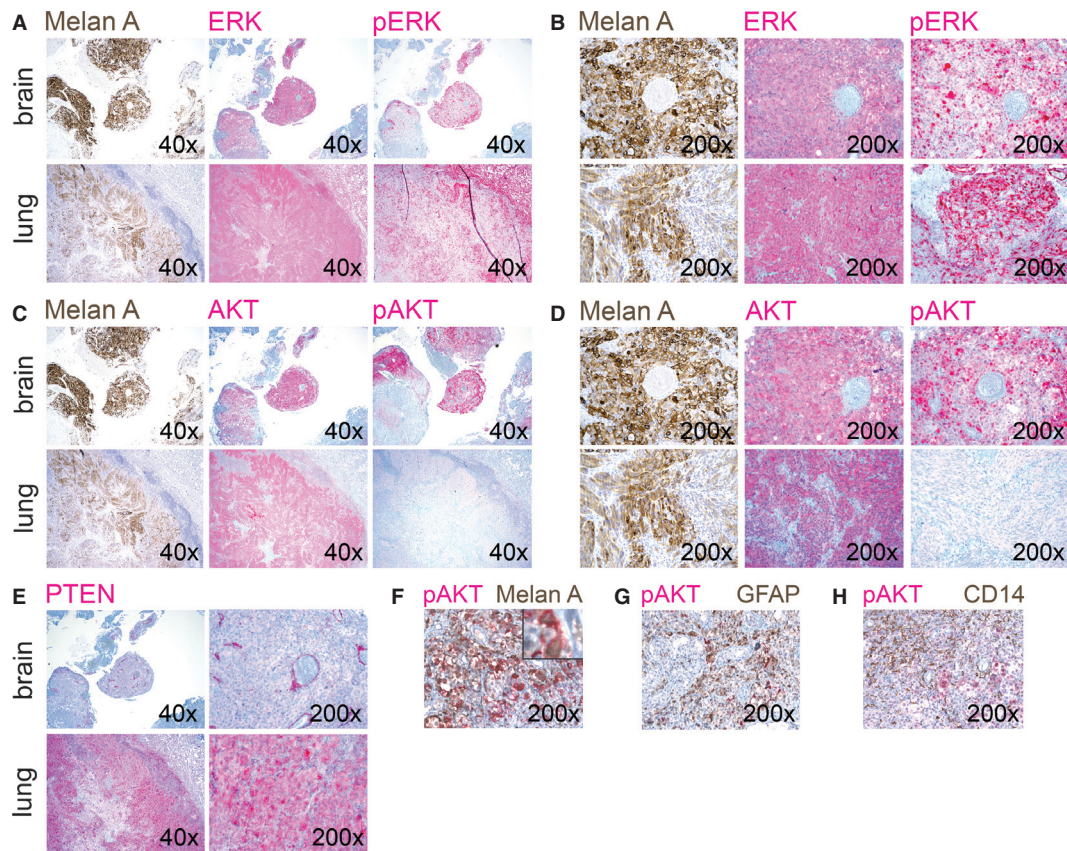 A Melan A ERK pERK
brain 40x 40x 40x
lung 40x 40x 40x
B Melan A ERK pERK
200x 200x 200x
200x 200x 200x
C Melan A AKT pAKT
brain 40x 40x 40x
lung 40x 40x 40x
D Melan A AKT pAKT
200x 200x 200x
200x 200x 200x
E PTEN
brain 40x 200x
lung 40x 200x
F pAKT Melan A
200x
G pAKT GFAP
200x
H pAKT CD14
200x